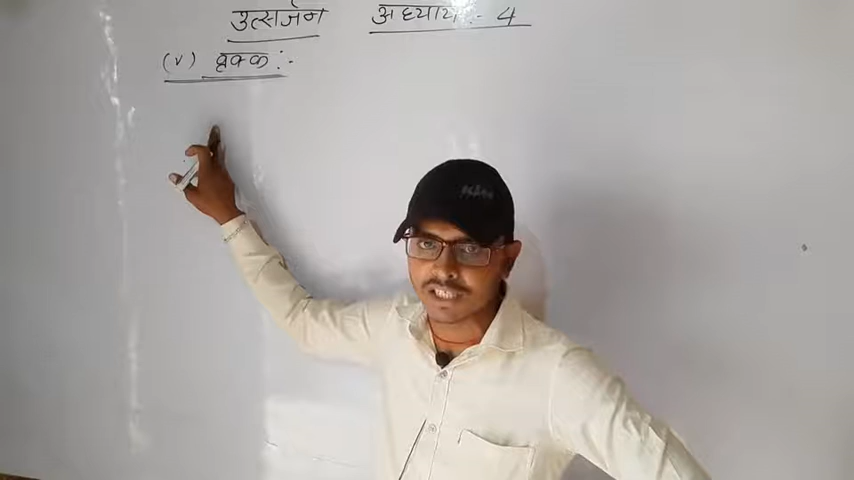 उत्सर्जन अध्याय :- 4
(v) वृक्क :-